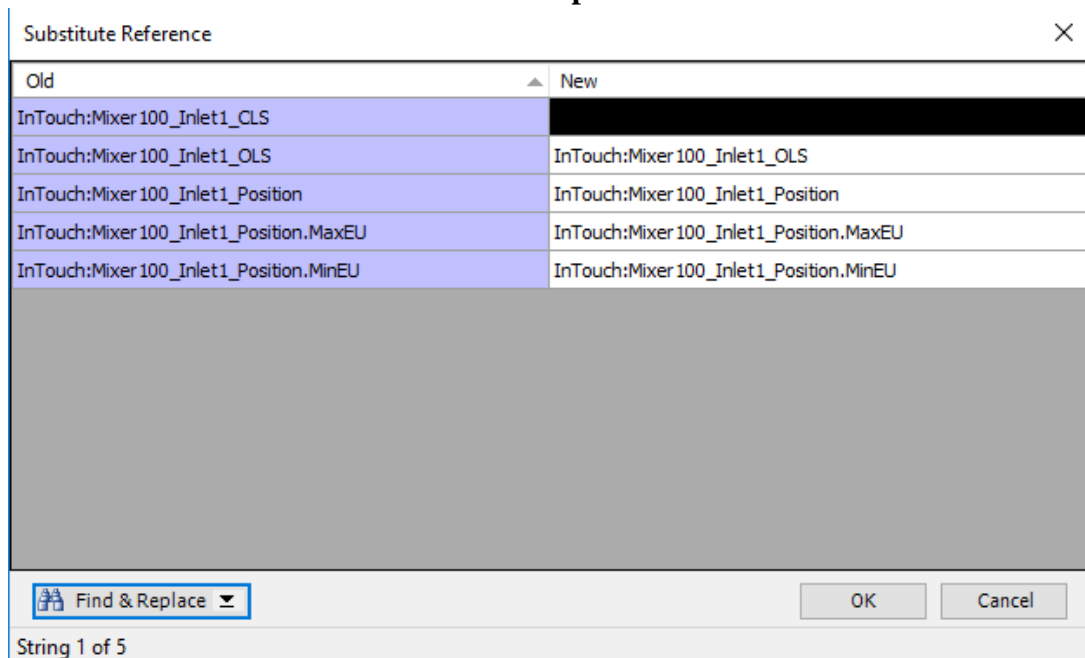 Substitute Reference
Old New
InTouch:Mixer100_Inlet1_CLS
InTouch:Mixer100_Inlet1_OLS InTouch:Mixer100_Inlet1_OLS
InTouch:Mixer100_Inlet1_Position InTouch:Mixer100_Inlet1_Position
InTouch:Mixer100_Inlet1_Position.MaxEU InTouch:Mixer100_Inlet1_Position.MaxEU
InTouch:Mixer100_Inlet1_Position.MinEU InTouch:Mixer100_Inlet1_Position.MinEU
Find & Replace OK Cancel
String 1 of 5